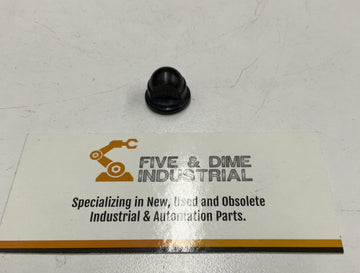 FIVE & DIME
INDUSTRIAL
Specializing in New, Used and Obsolete
Industrial & Automation Parts.